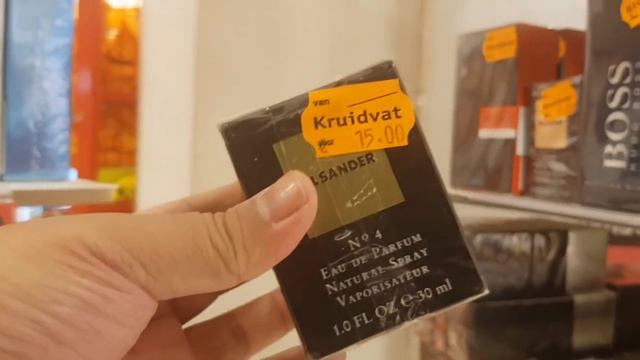 van
Kruidvat
voor 15.00
LSANDER
Nº 4
EAU DE PARFUM
NATURAL SPRAY
VAPORISATEUR
1.0 FL OZ e 30 ml
BOSS